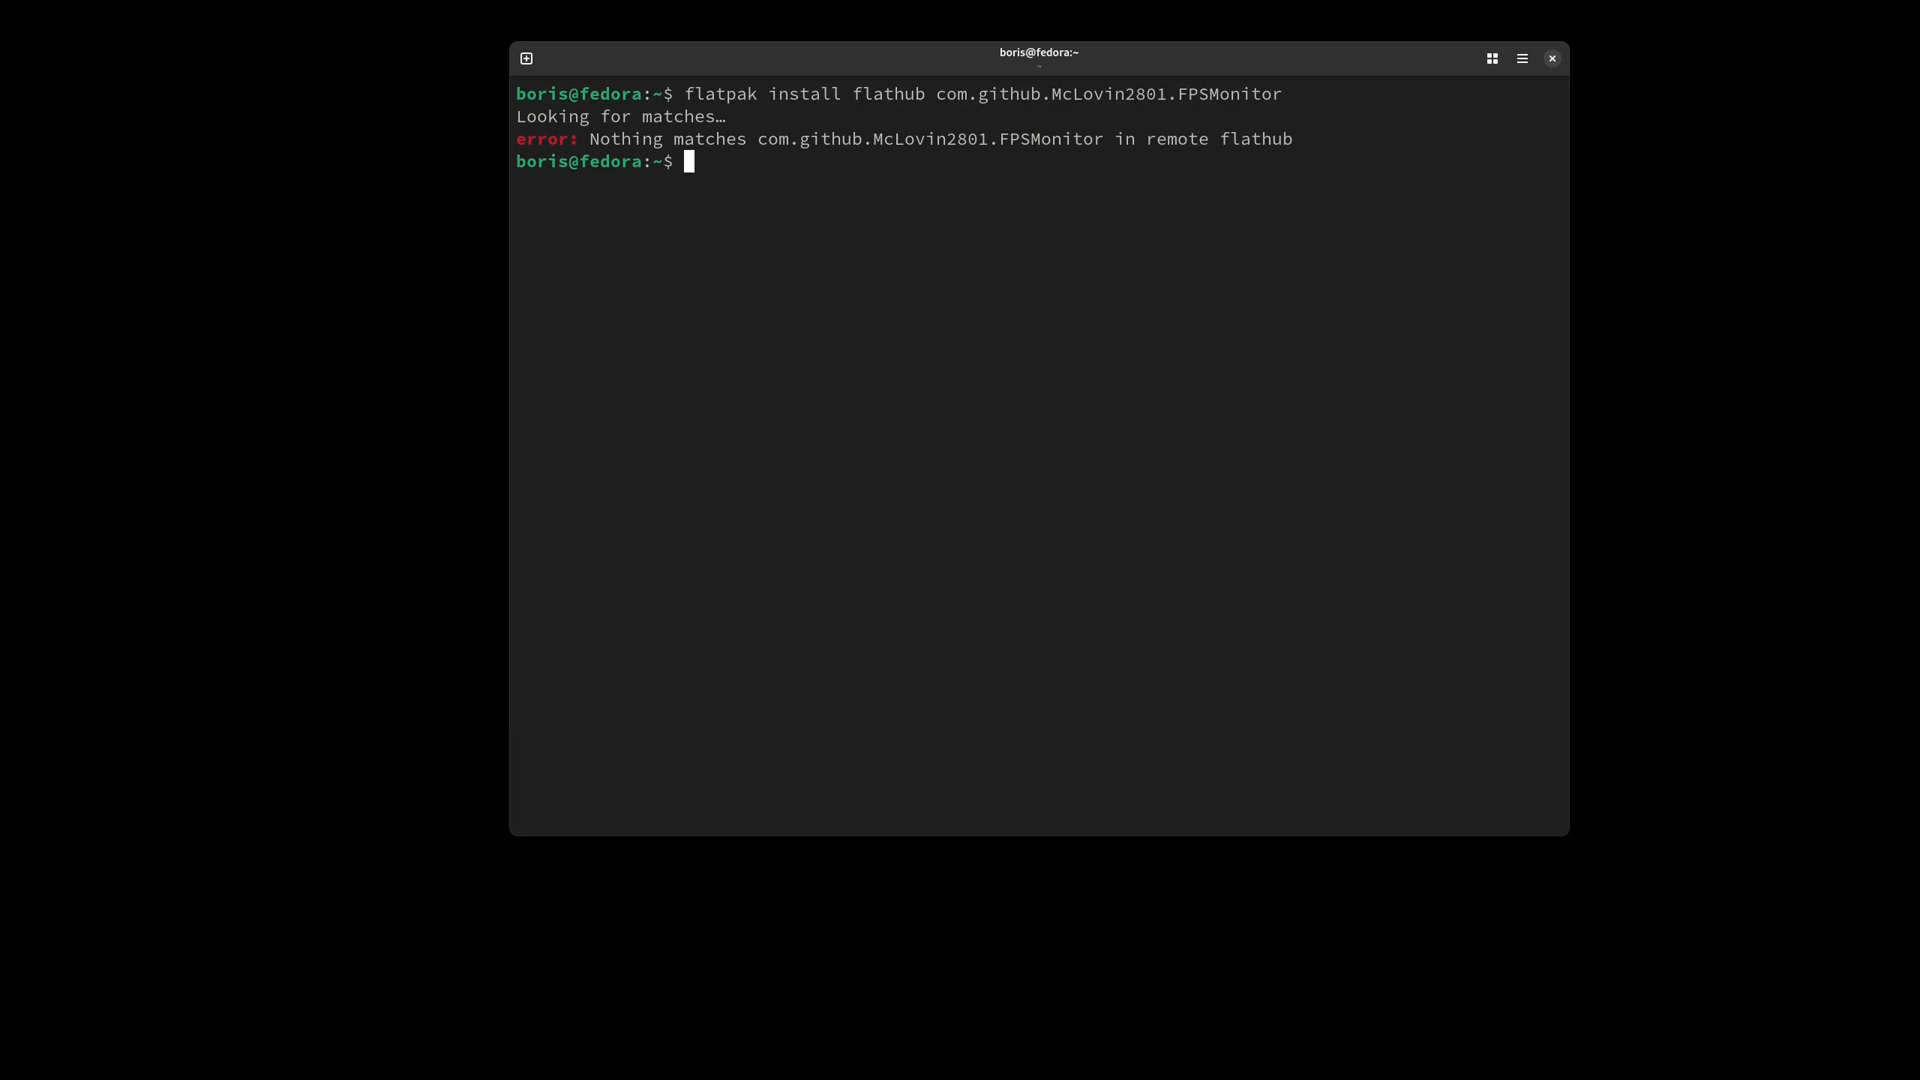 boris@fedora:~
~
boris@fedora:~$ flatpak install flathub com.github.McLovin2801.FPSMonitor
Looking for matches…
error: Nothing matches com.github.McLovin2801.FPSMonitor in remote flathub
boris@fedora:~$